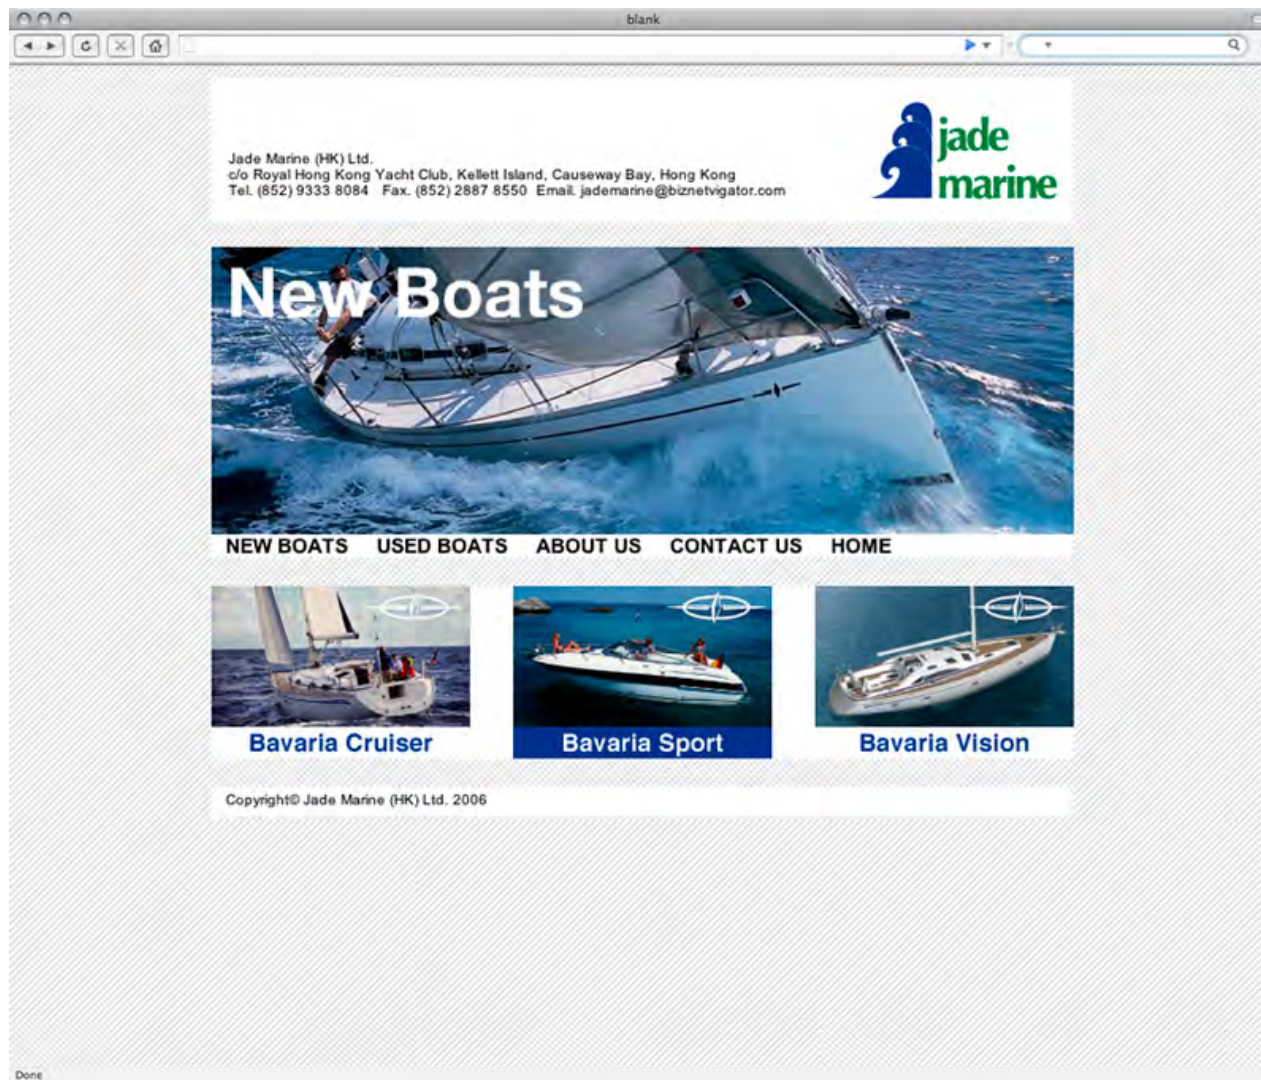 blank
Jade Marine (HK) Ltd.
c/o Royal Hong Kong Yacht Club, Kellett Island, Causeway Bay, Hong Kong
Tel. (852) 9333 8084 Fax. (852) 2887 8550 Email. jademarine@biznetvigator.com
jade
marine
New Boats
NEW BOATS USED BOATS ABOUT US CONTACT US HOME
Bavaria Cruiser Bavaria Sport Bavaria Vision
Copyright© Jade Marine (HK) Ltd. 2006
Done